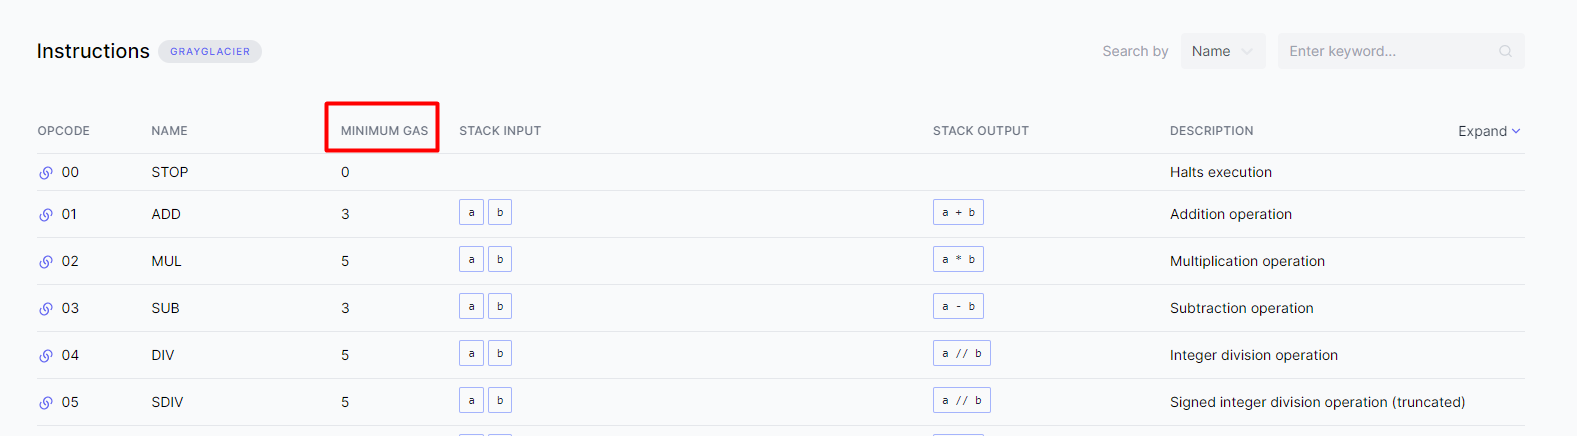 Instructions GRAYGLACIER Search by Name Enter keyword...
OPCODE NAME MINIMUM GAS STACK INPUT STACK OUTPUT DESCRIPTION Expand
00 STOP 0 Halts execution
01 ADD 3 a b a + b Addition operation
02 MUL 5 a b a * b Multiplication operation
03 SUB 3 a b a - b Subtraction operation
04 DIV 5 a b a // b Integer division operation
05 SDIV 5 a b a // b Signed integer division operation (truncated)